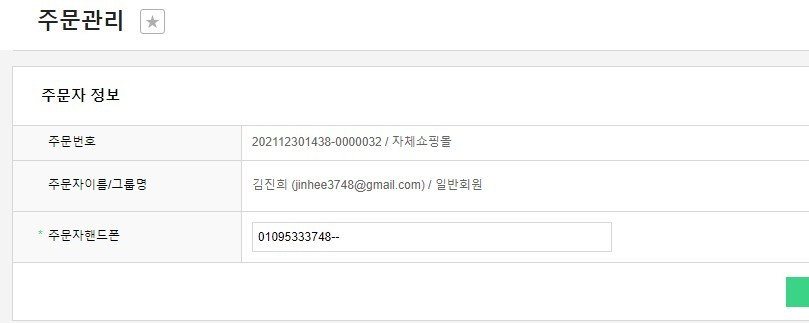 주문관리
주문자 정보
주문번호 202112301438-0000032 / 자체쇼핑몰
주문자이름/그룹명 김진희 (jinhee3748@gmail.com) / 일반회원
* 주문자핸드폰 01095333748--